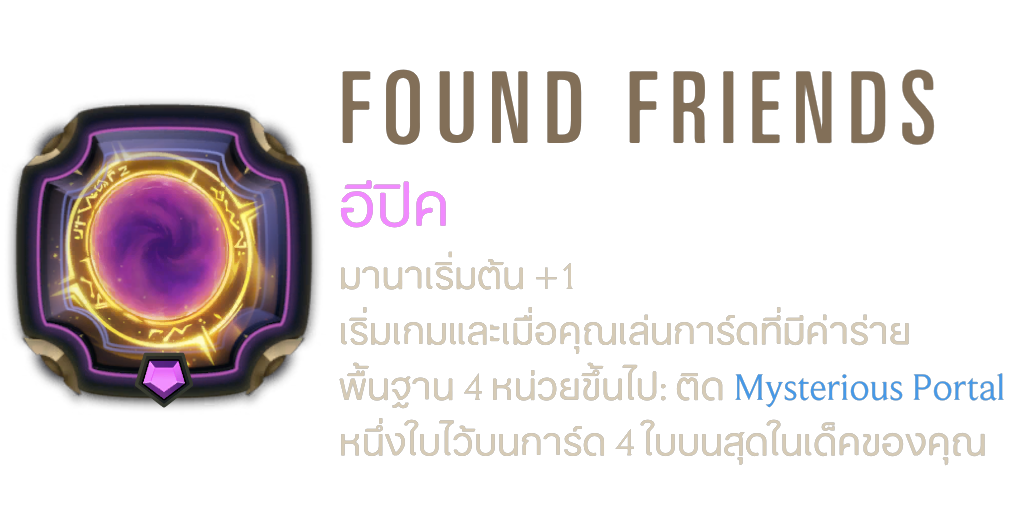 FOUND FRIENDS
อีปิค
มานาเริ่มต้น +1
เริ่มเกมและเมื่อคุณเล่นการ์ดที่มีค่าร่าย
พื้นฐาน 4 หน่วยขึ้นไป: ติด Mysterious Portal
หนึ่งใบไว้บนการ์ด 4 ใบบนสุดในเด็คของคุณ